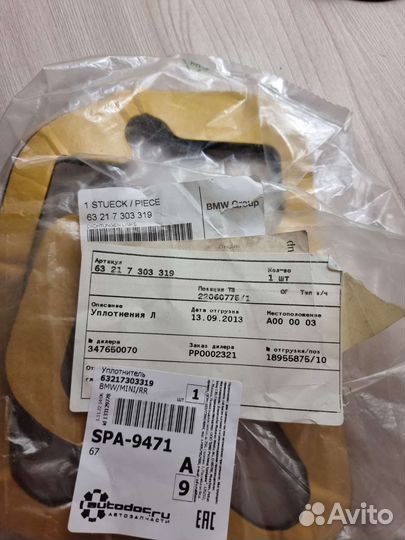 1 STUECK / PIECE
63 21 7 303 319
BMW Group
Артикул
63 21 7 303 319
Кол-во
1 шт
Позиция ТЗ
22060776/1
Описание
Уплотнения Л
Дата отгрузки
13.09.2013
Местоположение
A00 00 03
№ дилера
347650070
Заказ дилера
PP0002321
№ отгрузки/поз
18955875/10
Уплотнитель
63217303319
BMW/MINI/RR
1
SPA-9471
67
A
9
autodoc.ru
АВТОЗАПЧАСТИ
EAC
Avito